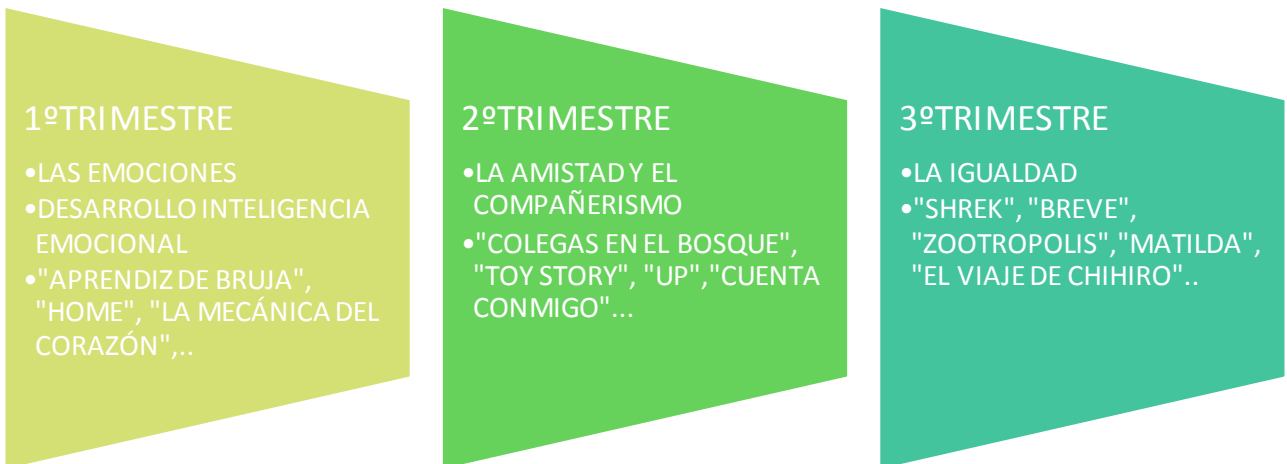 1ºTRIMESTRE
•LAS EMOCIONES
•DESARROLLO INTELIGENCIA
EMOCIONAL
•"APRENDIZ DE BRUJA",
"HOME", "LA MECÁNICA DEL
CORAZÓN",..
2ºTRIMESTRE
•LA AMISTAD Y EL
COMPAÑERISMO
•"COLEGAS EN EL BOSQUE",
"TOY STORY", "UP","CUENTA
CONMIGO"...
3ºTRIMESTRE
•LA IGUALDAD
•"SHREK", "BREVE",
"ZOOTROPOLIS","MATILDA",
"EL VIAJE DE CHIHIRO"..